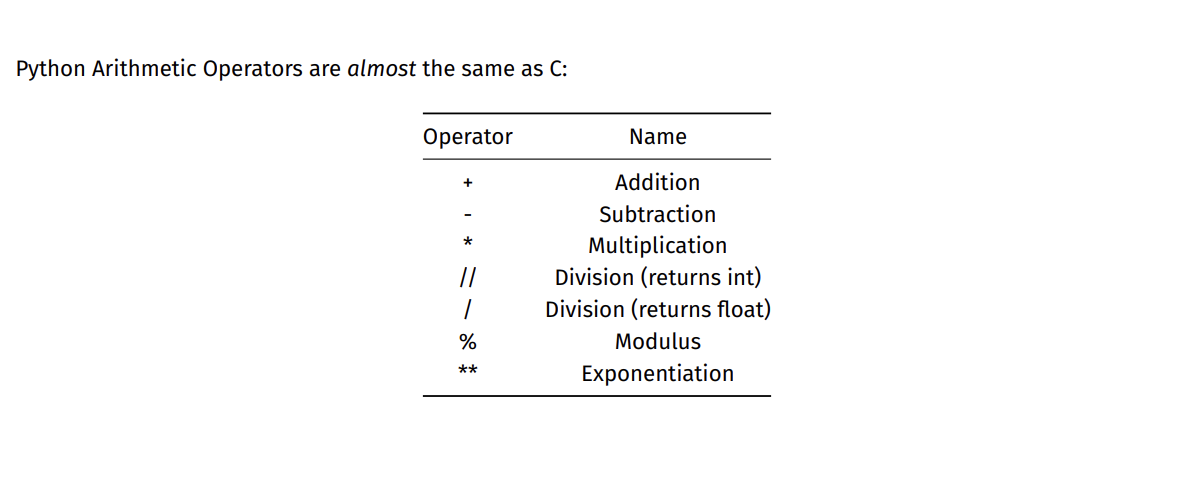 Python Arithmetic Operators are almost the same as C:
Operator Name
+ Addition
- Subtraction
* Multiplication
// Division (returns int)
/ Division (returns float)
% Modulus
** Exponentiation